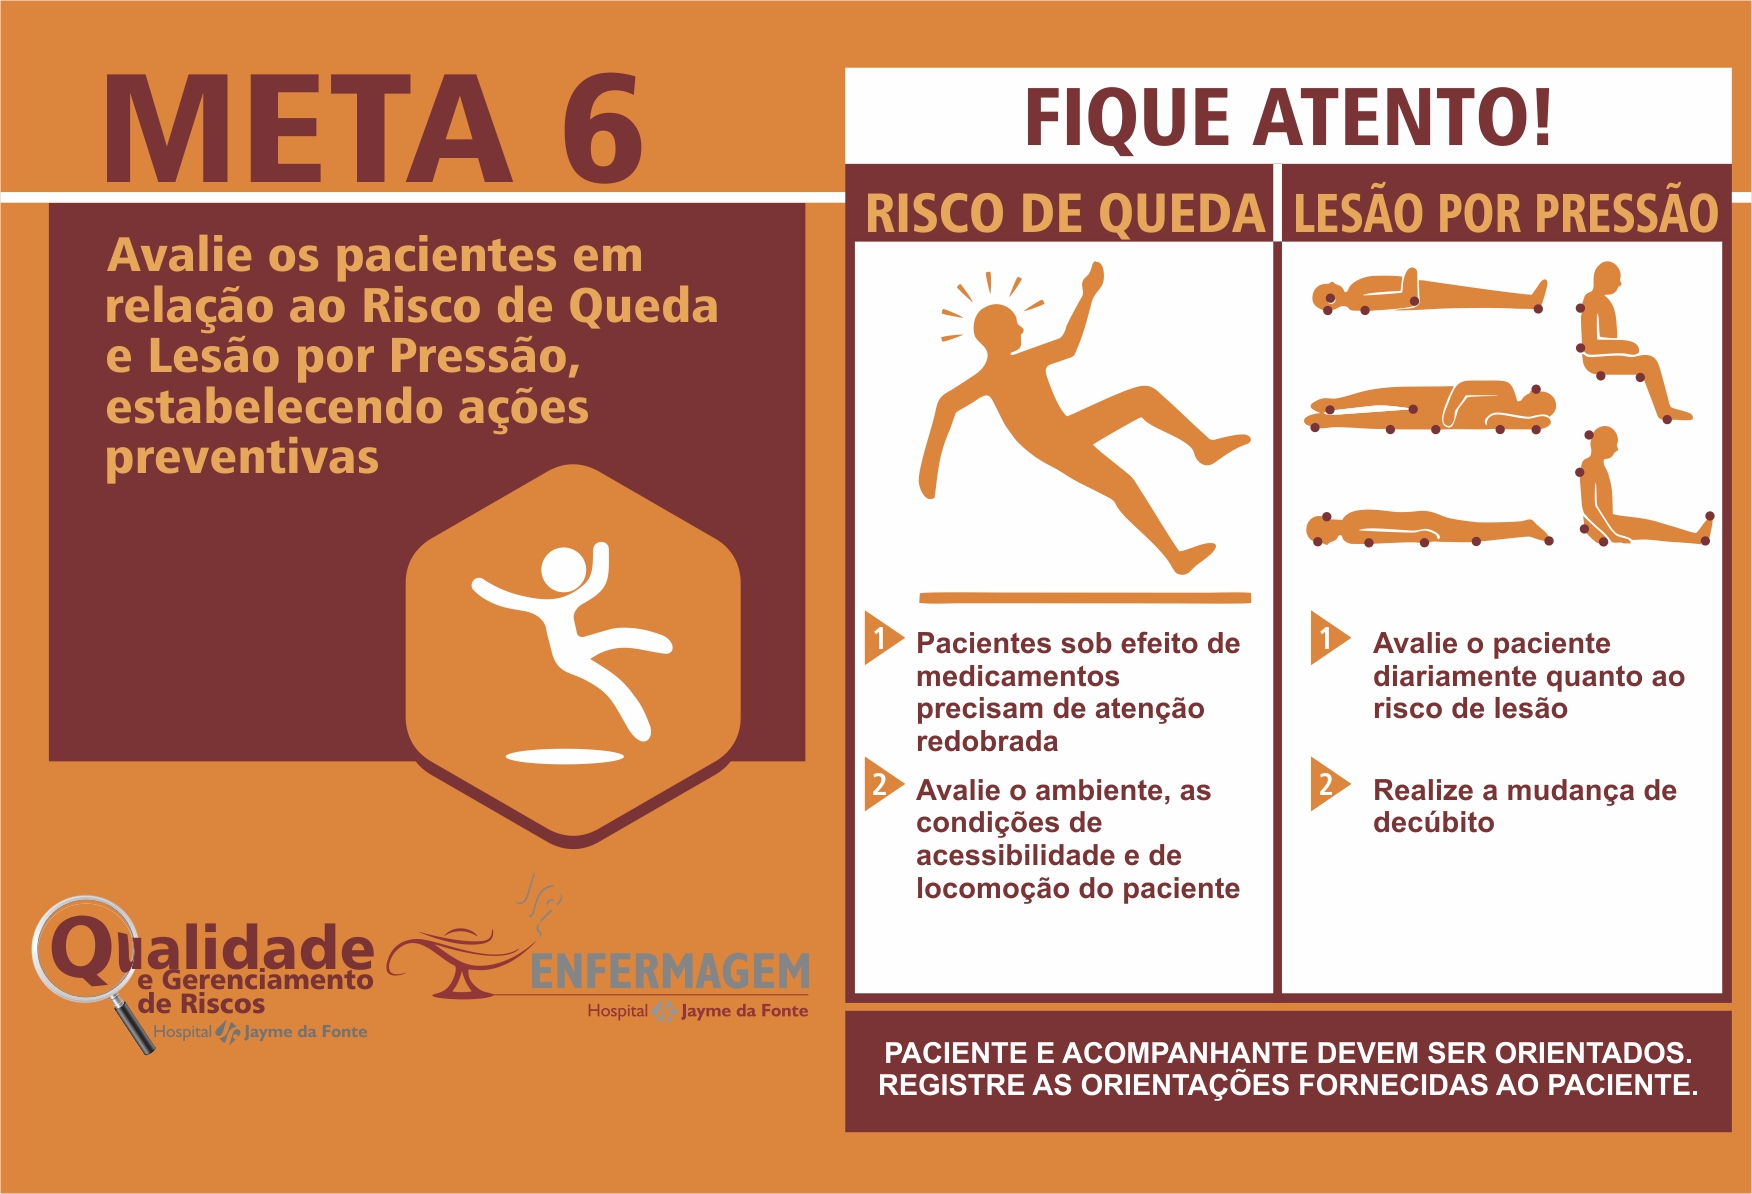 META 6
Avalie os pacientes em
relação ao Risco de Queda
e Lesão por Pressão,
estabelecendo ações
preventivas
Qualidade
e Gerenciamento
de Riscos
Hospital Jayme da Fonte
ENFERMAGEM
Hospital Jayme da Fonte
FIQUE ATENTO!
RISCO DE QUEDA
1 Pacientes sob efeito de
medicamentos
precisam de atenção
redobrada
2 Avalie o ambiente, as
condições de
acessibilidade e de
locomoção do paciente
LESÃO POR PRESSÃO
1 Avalie o paciente
diariamente quanto ao
risco de lesão
2 Realize a mudança de
decúbito
PACIENTE E ACOMPANHANTE DEVEM SER ORIENTADOS.
REGISTRE AS ORIENTAÇÕES FORNECIDAS AO PACIENTE.